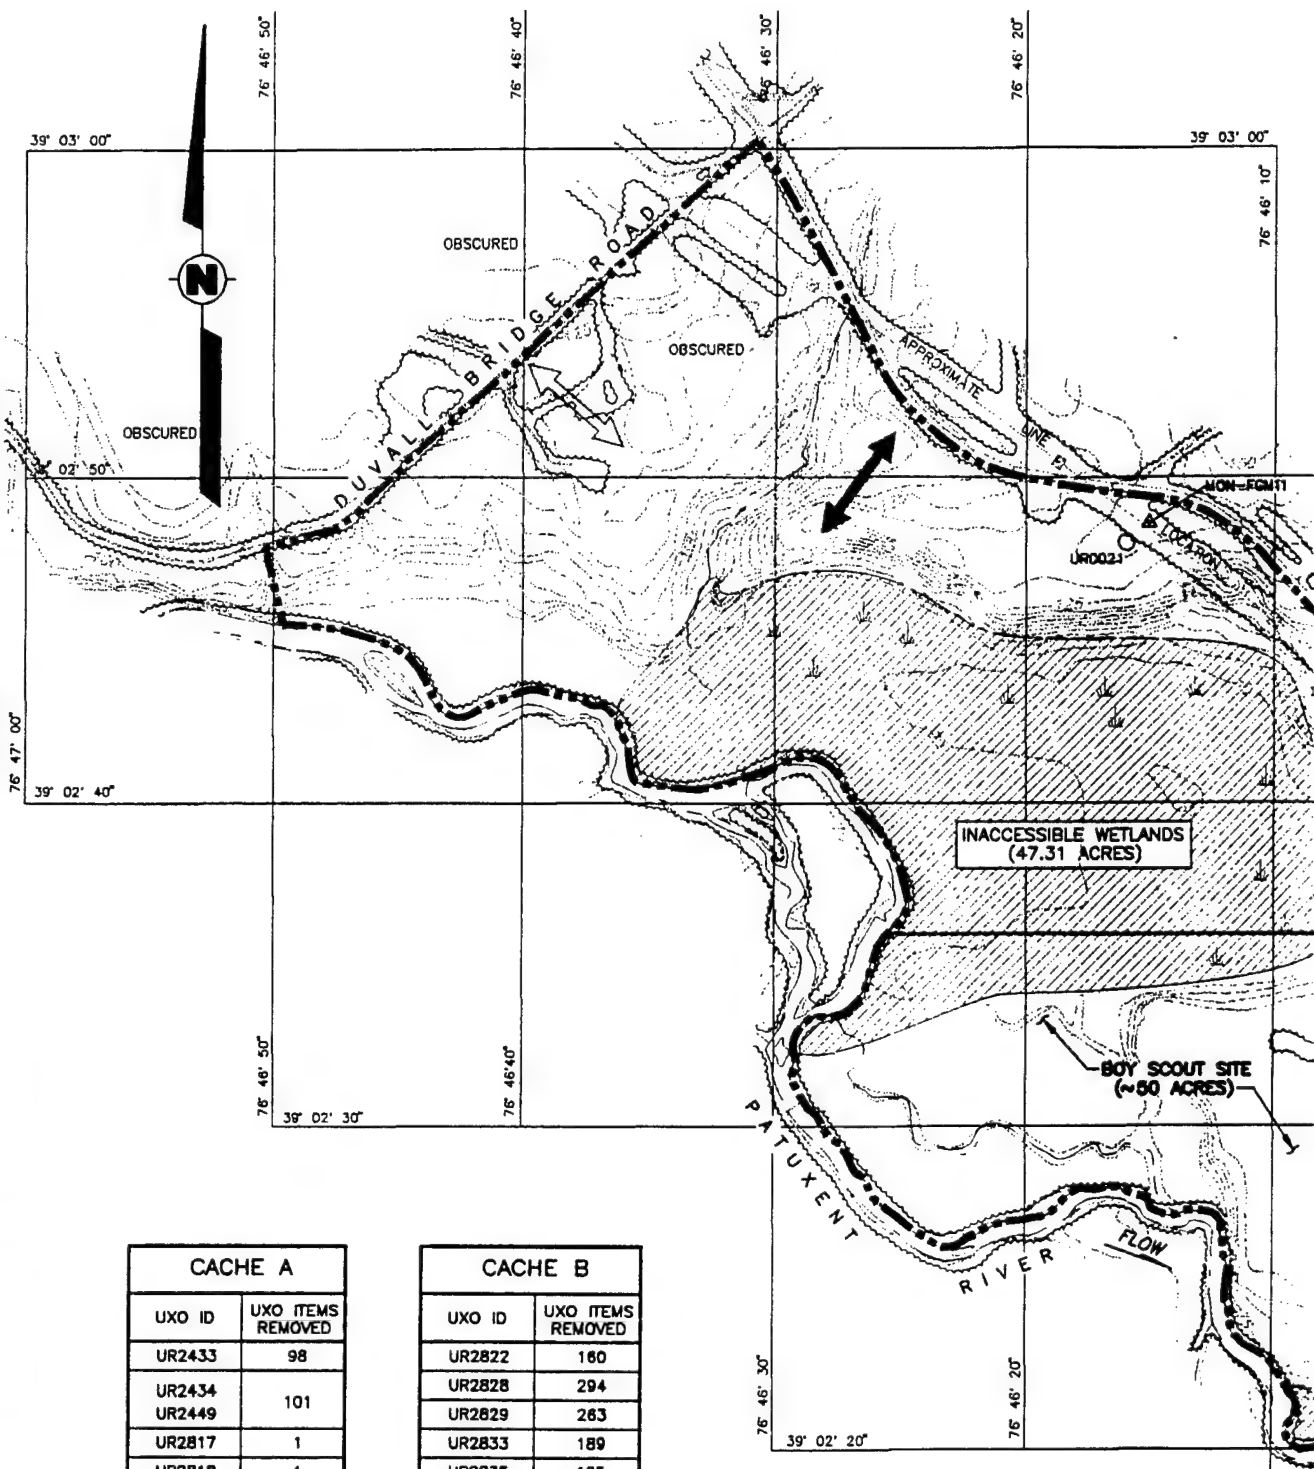 76° 46' 50"
76° 46' 40"
76° 46' 30"
76° 46' 20"
39° 03' 00"
39° 03' 00"
76° 46' 10"
N
OBSCURED
DUVALL BRIDGE ROAD
OBSCURED
OBSCURED
APPROXIMATE
LINE
LOCATION
02' 50"
MON-FGM11
UR0021
76° 47' 00"
39° 02' 40"
INACCESSIBLE WETLANDS
(47.31 ACRES)
76° 46' 50"
76° 46'40"
39° 02' 30"
BOY SCOUT SITE
(~50 ACRES)
PATUXENT
RIVER
FLOW
76° 46' 30"
76° 46' 20"
39° 02' 20"
CACHE A
UXO ID
UXO ITEMS
REMOVED
UR2433 98
UR2434
UR2449
101
UR2817 1
CACHE B
UXO ID
UXO ITEMS
REMOVED
UR2822 160
UR2828 294
UR2829 263
UR2833 189